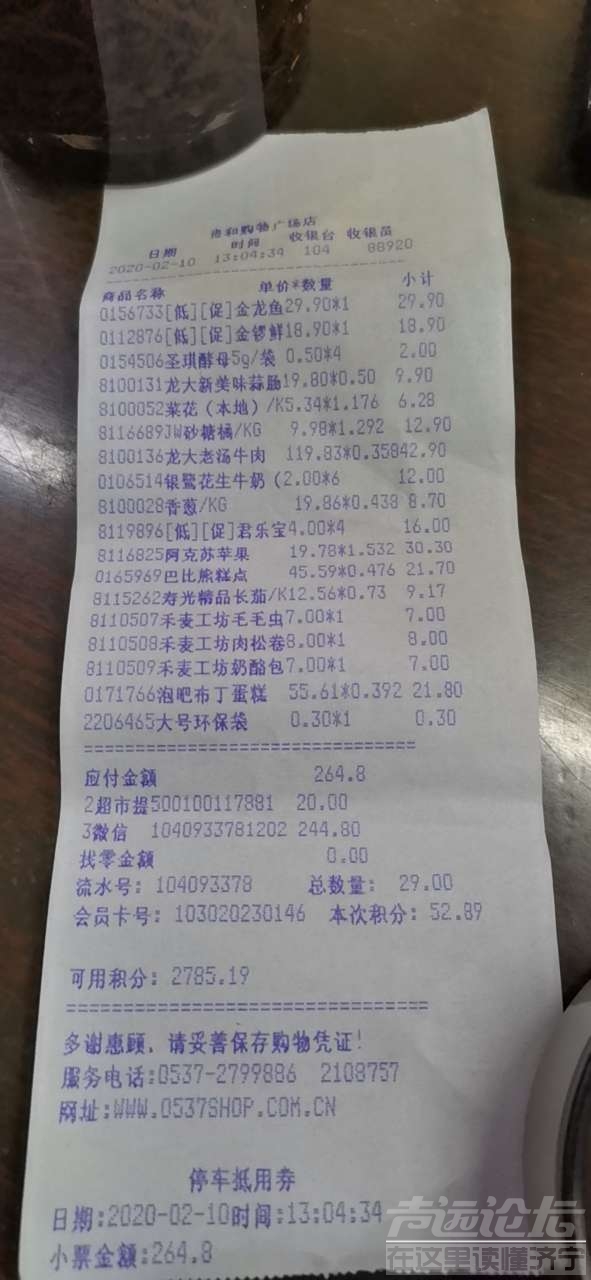 贵和购物广场店
日期 时间 收银台 收银员
2020-02-10 13:04:34 104 88920
商品名称 单价*数量 小计
0156733[低][促]金龙鱼29.90*1 29.90
0112876[低][促]金锣鲜18.90*1 18.90
0154506圣琪酵母5g/袋 0.50*4 2.00
8100131龙大新美味蒜肠19.80*0.50 9.90
8100052菜花（本地）/K5.34*1.176 6.28
8116689JW砂糖橘/KG 9.98*1.292 12.90
8100136龙大老汤牛肉 119.83*0.35842.90
0106514银鹭花生牛奶（2.00*6 12.00
8100028香葱/KG 19.86*0.438 8.70
8119896[低][促]君乐宝4.00*4 16.00
8116825阿克苏苹果 19.78*1.532 30.30
0165969巴比熊糕点 45.59*0.476 21.70
8115262寿光精品长茄/K12.56*0.73 9.17
8110507禾麦工坊毛毛虫7.00*1 7.00
8110508禾麦工坊肉松卷8.00*1 8.00
8110509禾麦工坊奶酪包7.00*1 7.00
0171766泡吧布丁蛋糕 55.61*0.392 21.80
2206465大号环保袋 0.30*1 0.30
================================
应付金额 264.8
2超市提500100117881 20.00
3微信 1040933781202 244.80
找零金额 0.00
流水号: 104093378 总数量: 29.00
会员卡号: 103020230146 本次积分: 52.89
可用积分: 2785.19
================================
多谢惠顾、请妥善保存购物凭证!
服务电话:0537-2799886 2108757
网址:WWW.0537SHOP.COM.CN
停车抵用券
日期:2020-02-10时间:13:04:34
小票金额:264.8
声远论坛
在这里读懂济宁